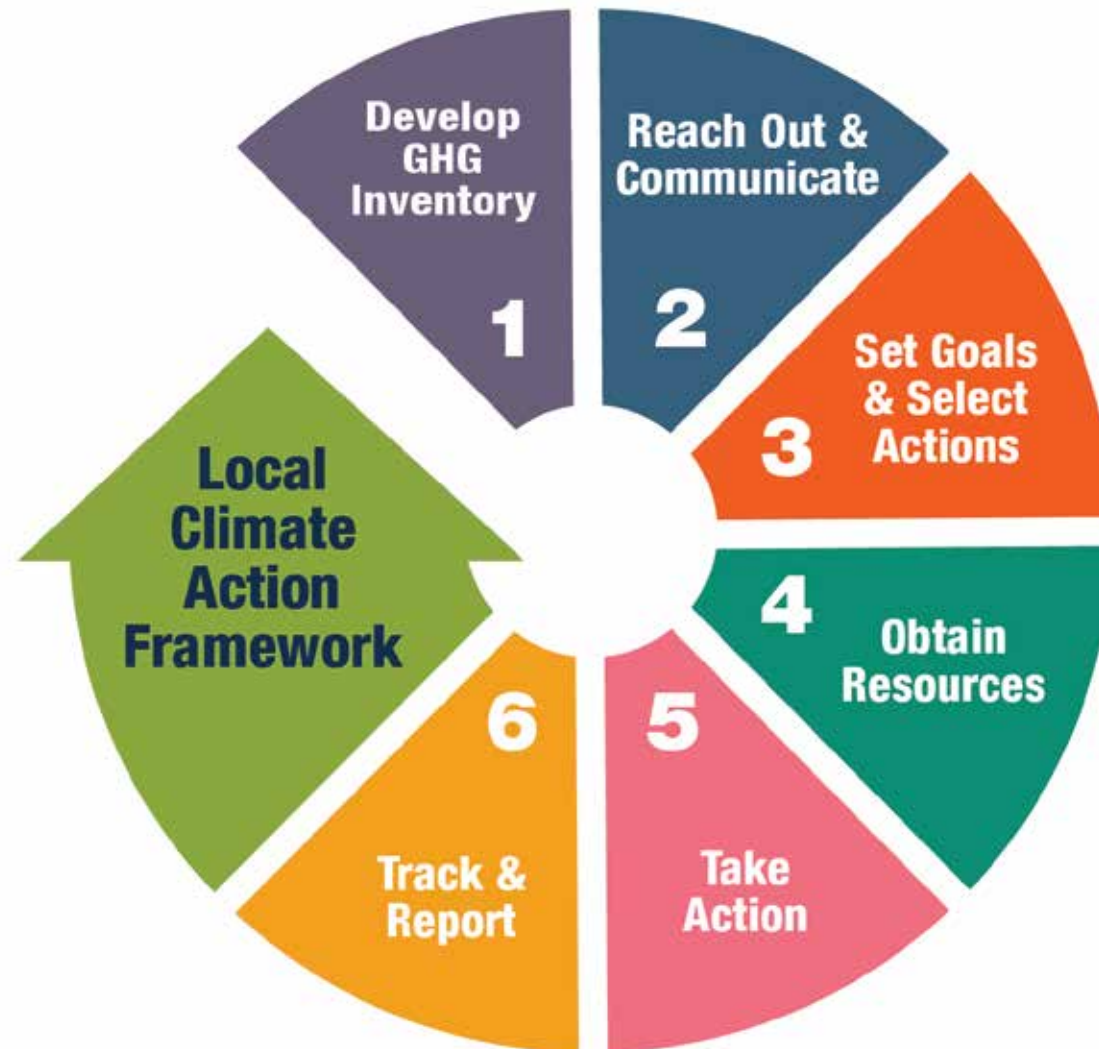 Develop
GHG
Inventory
1
Reach Out &
Communicate
2
Set Goals
& Select
Actions
3
4
Obtain
Resources
5
Take
Action
6
Track &
Report
Local
Climate
Action
Framework